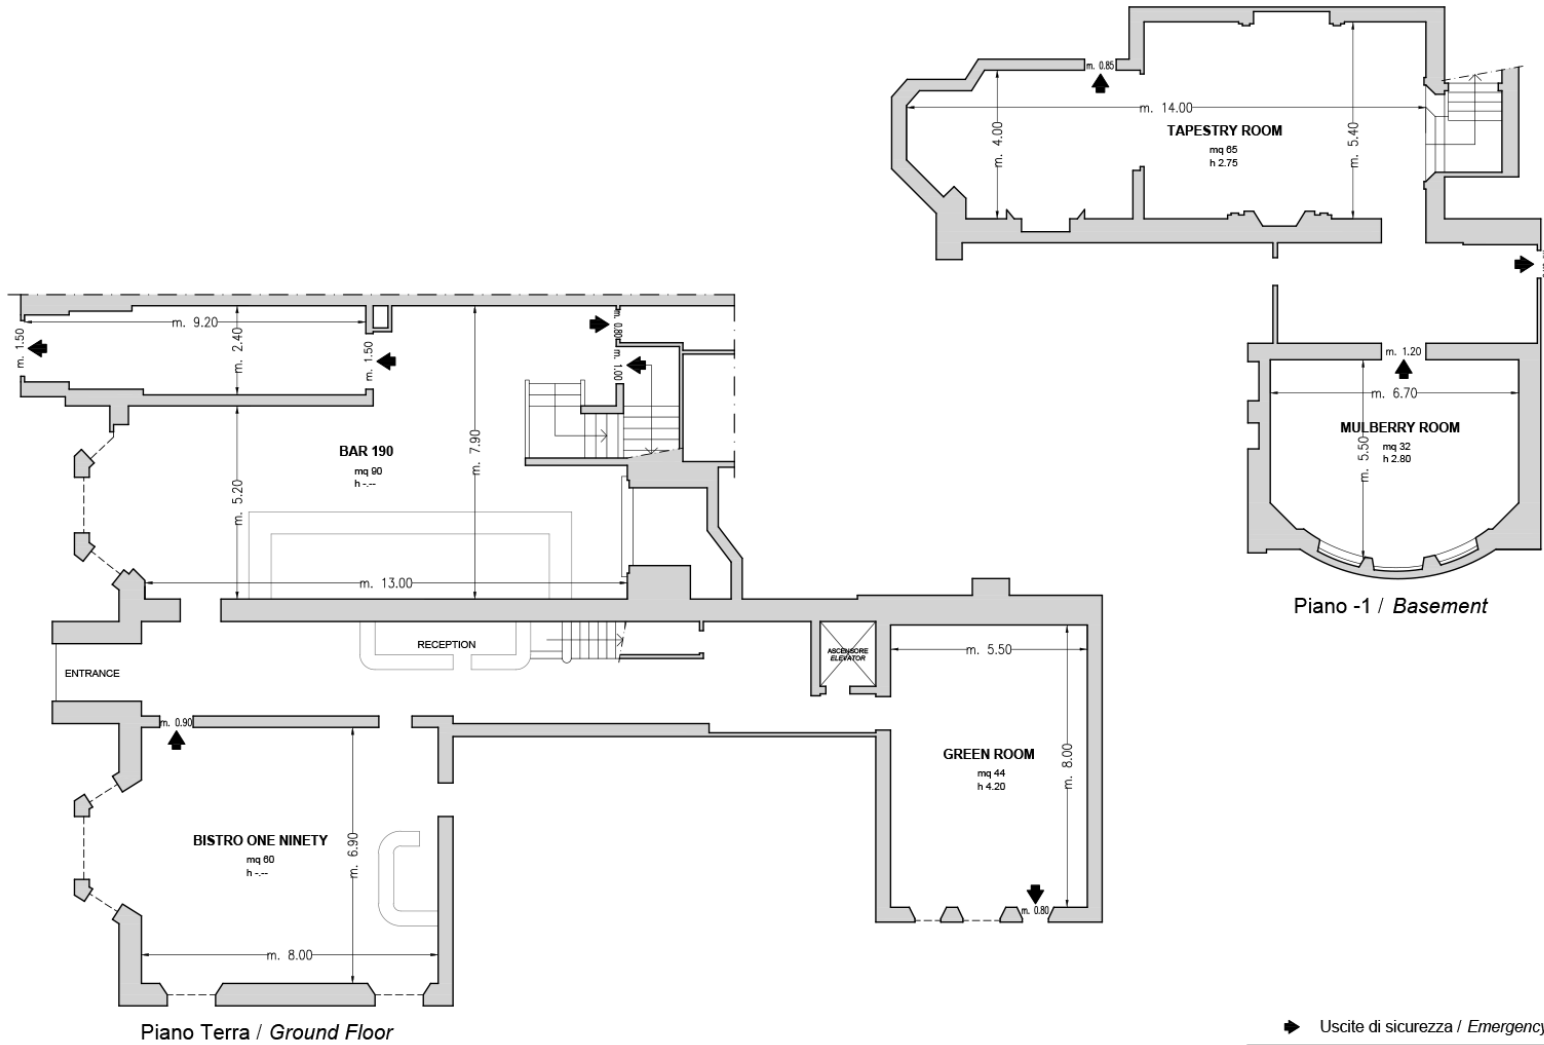 m. 0.85
m. 14.00
TAPESTRY ROOM
mq 65
h 2.75
m. 4.00
m. 5.40
m. 1.20
m. 6.70
MULBERRY ROOM
mq 32
h 2.80
m. 5.50
Piano -1 / Basement
m. 9.20
m. 1.50
m. 2.40
m. 1.50
m. 0.80
m. 1.00
BAR 190
mq 90
h -.--
m. 7.90
m. 5.20
m. 13.00
RECEPTION
ENTRANCE
ASCENSORE
ELEVATOR
m. 5.50
m. 0.90
GREEN ROOM
mq 44
h 4.20
m. 8.00
m. 0.80
BISTRO ONE NINETY
mq 60
h -.--
m. 6.90
m. 8.00
Piano Terra / Ground Floor
Uscite di sicurezza / Emergency